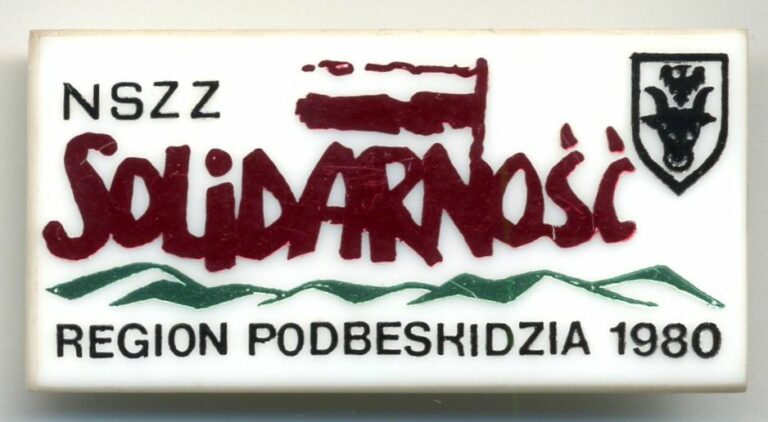 NSZZ
SOLiDARNOŚĆ
REGION PODBESKIDZIA 1980